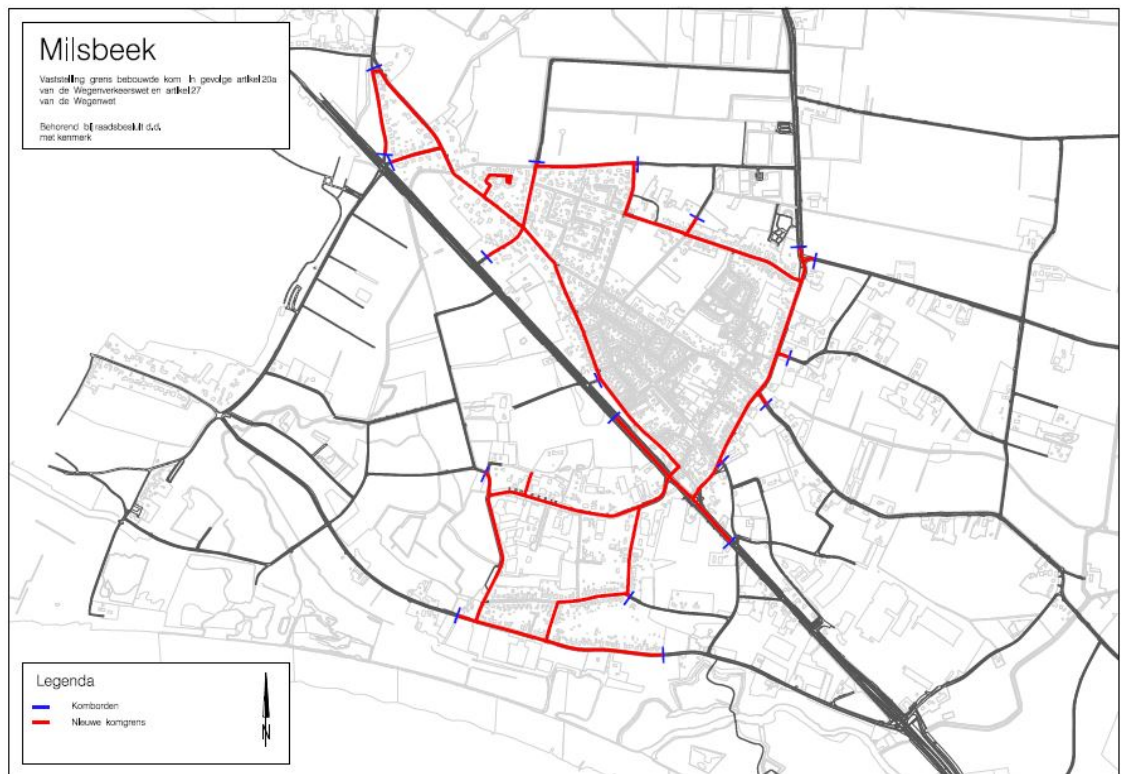 Milsbeek
Vaststelling grens bebouwde kom in gevolge artikel 20a
van de Wegenverkeerswet en artikel 27
van de Wegenwet
Behorend bij raadsbesluit d.d.
met kenmerk
Legenda
Komborden
Nieuwe komgrens
N